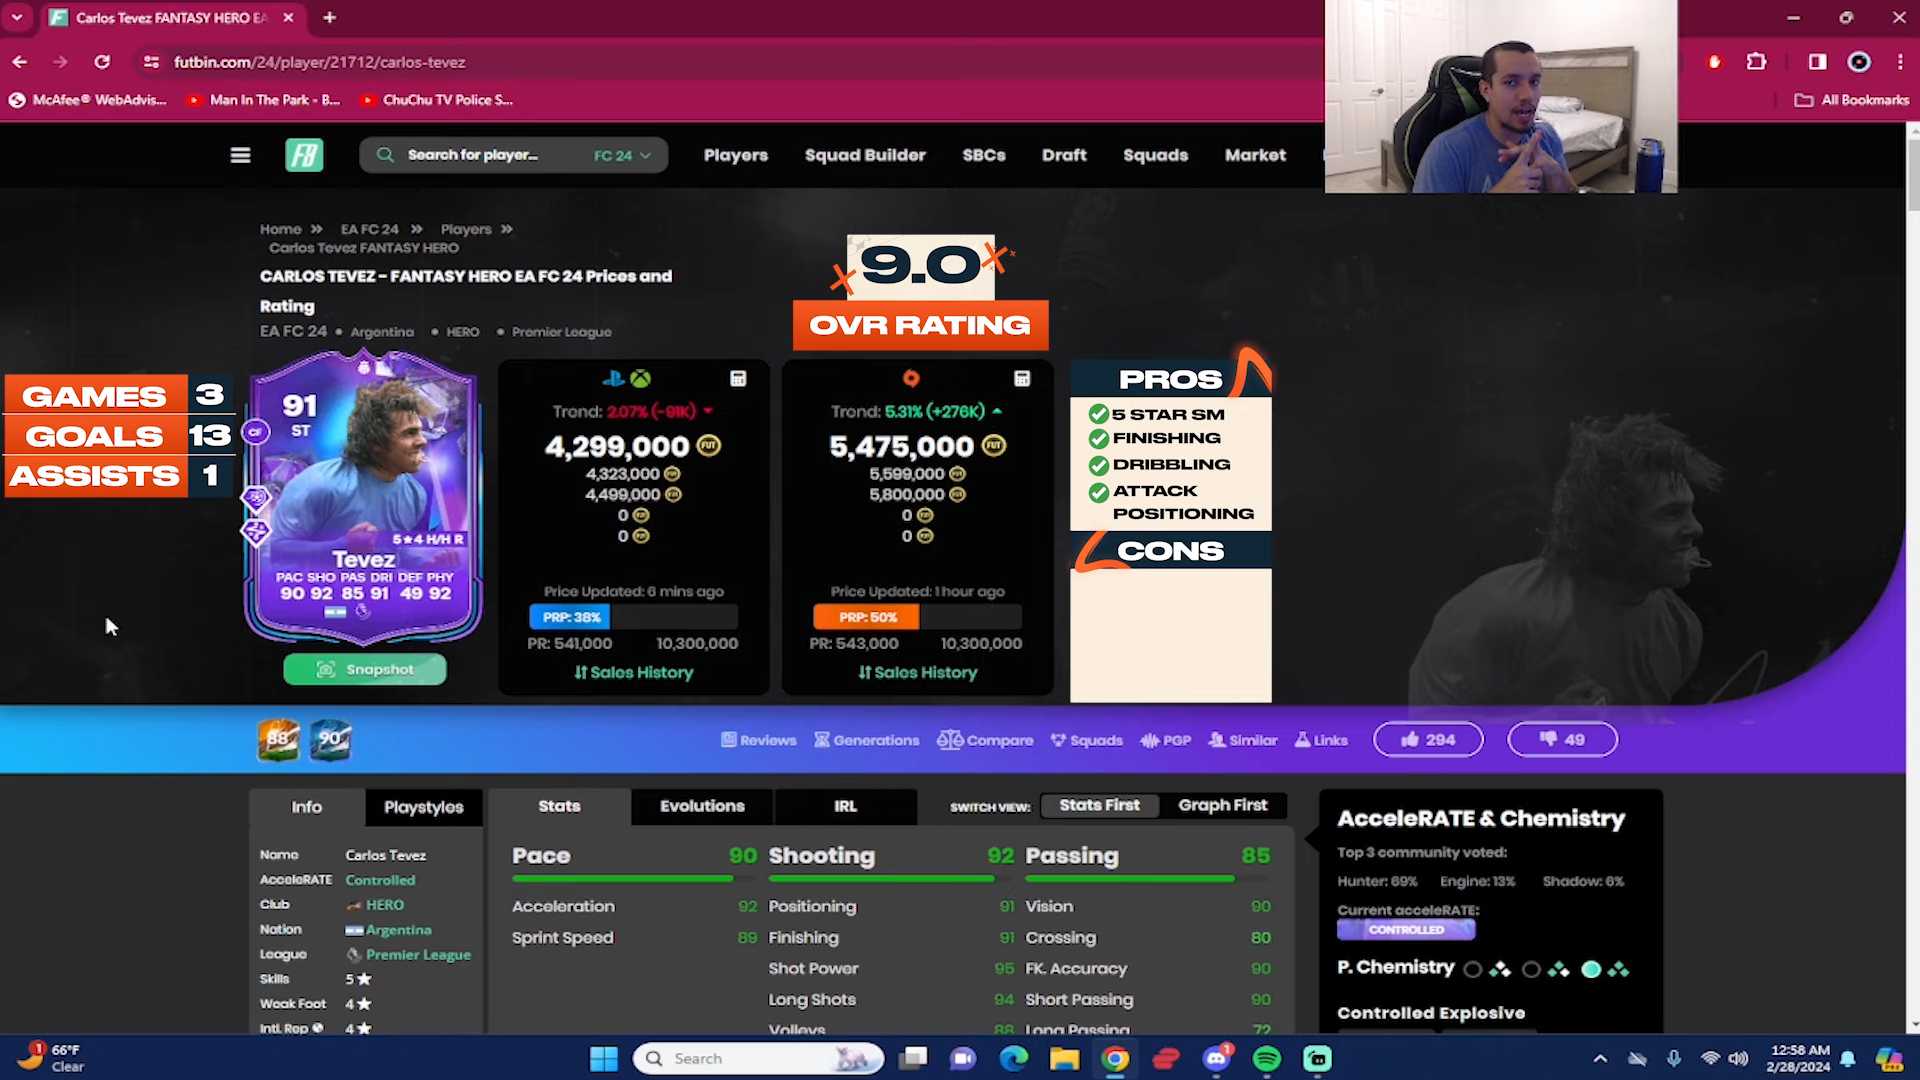 Carlos Tevez FANTASY HERO EA
futbin.com/24/player/21712/carlos-tevez
McAfee® WebAdvis...
Man In The Park - B...
ChuChu TV Police S...
All Bookmarks
Search for player...
FC 24
Players
Squad Builder
SBCs
Draft
Squads
Market
Home
EA FC 24
Players
Carlos Tevez FANTASY HERO
CARLOS TEVEZ - FANTASY HERO EA FC 24 Prices and
Rating
EA FC 24 • Argentina • HERO • Premier League
9.0
OVR RATING
GAMES 3
GOALS 13
ASSISTS 1
91
ST
CF
5★4 H/H R
Tevez
PAC SHO PAS DRI DEF PHY
90 92 85 91 49 92
Snapshot
Trend: 2.07% (-91K)
4,299,000
4,323,000
4,499,000
0
0
Price Updated: 6 mins ago
PRP: 38%
PR: 541,000 10,300,000
Sales History
Trend: 5.31% (+276K)
5,475,000
5,599,000
5,800,000
0
0
Price Updated: 1 hour ago
PRP: 50%
PR: 543,000 10,300,000
Sales History
PROS
5 STAR SM
FINISHING
DRIBBLING
ATTACK
POSITIONING
CONS
88
90
Reviews
Generations
Compare
Squads
PGP
Similar
Links
294
49
Info
Playstyles
Name Carlos Tevez
AcceleRATE Controlled
Club HERO
Nation Argentina
League Premier League
Skills 5★
Weak Foot 4★
Intl. Rep 4★
Stats
Evolutions
IRL
SWITCH VIEW:
Stats First
Graph First
Pace 90
Acceleration 92
Sprint Speed 89
Shooting 92
Positioning 91
Finishing 91
Shot Power 95
Long Shots 94
Volleys 88
Passing 85
Vision 90
Crossing 80
FK. Accuracy 90
Short Passing 90
Long Passing 72
AcceleRATE & Chemistry
Top 3 community voted:
Hunter: 69% Engine: 13% Shadow: 6%
Current acceleRATE:
CONTROLLED
P. Chemistry
Controlled Explosive
1
66°F
Clear
Search
1
12:58 AM
2/28/2024